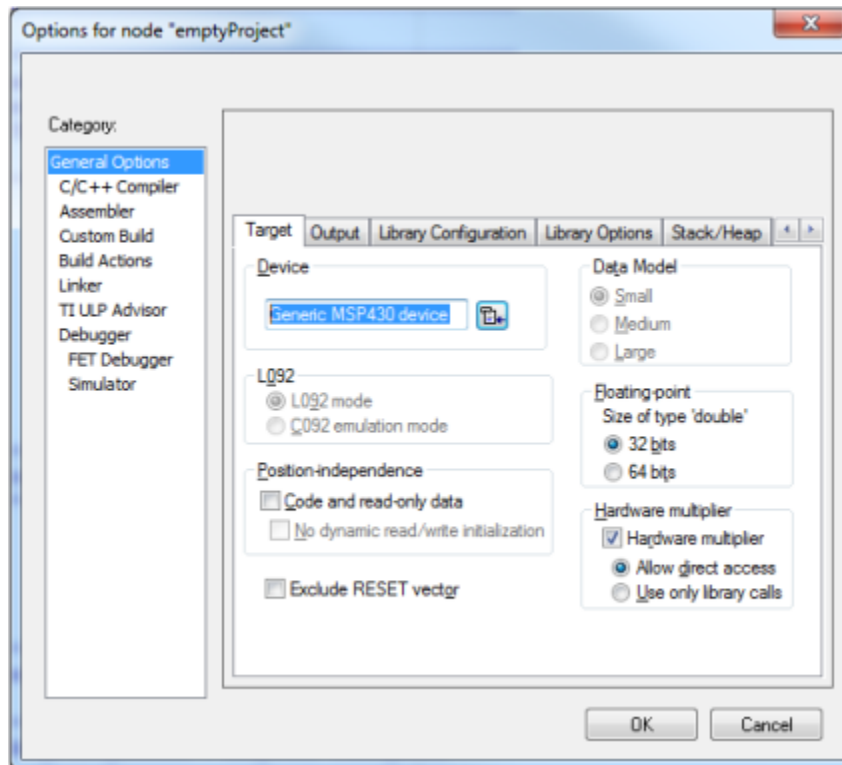 Options for node "emptyProject"
Category:
General Options
C/C++ Compiler
Assembler
Custom Build
Build Actions
Linker
TI ULP Advisor
Debugger
FET Debugger
Simulator
Target Output Library Configuration Library Options Stack/Heap
Device
Generic MSP430 device
L092
L092 mode
C092 emulation mode
Position-independence
Code and read-only data
No dynamic read/write initialization
Exclude RESET vector
Data Model
Small
Medium
Large
Floating-point
Size of type 'double'
32 bits
64 bits
Hardware multiplier
Hardware multiplier
Allow direct access
Use only library calls
OK Cancel